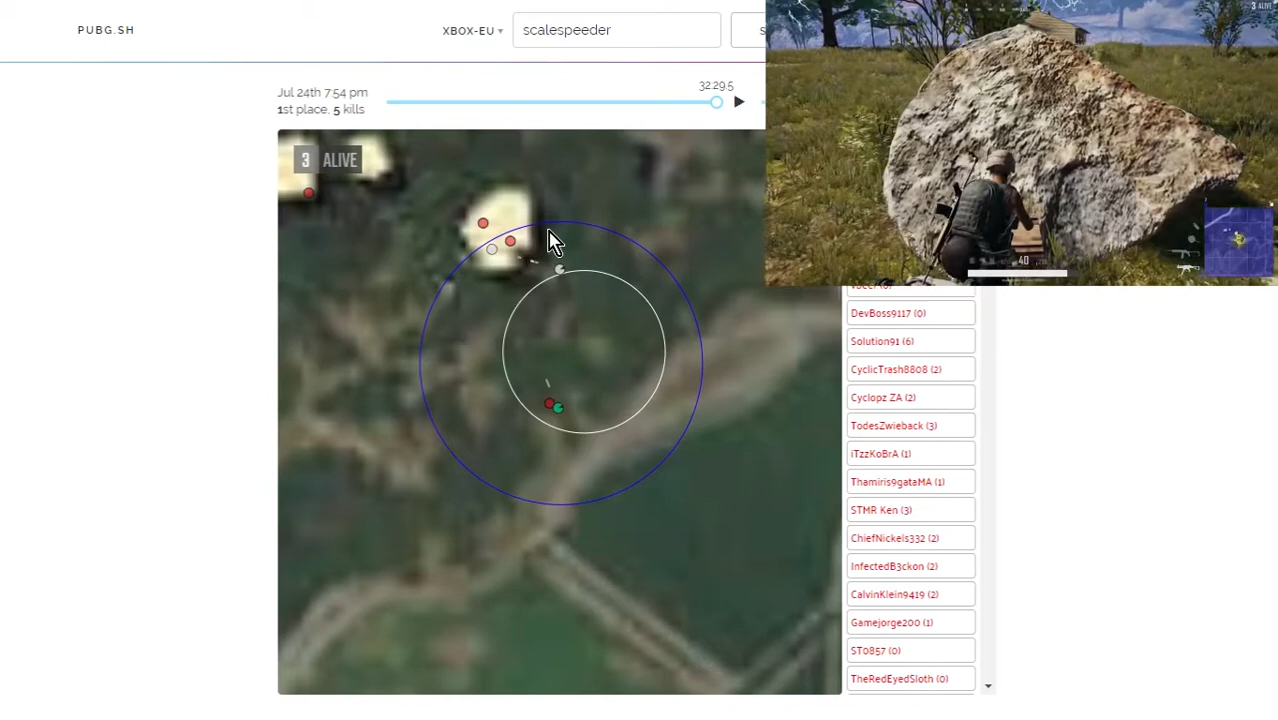 PUBG.SH
XBOX-EU ▾
scalespeeder
3 ALIVE
Jul 24th 7:54 pm
1st place, 5 kills
32:29.5
3 ALIVE
40
DevBoss9117 (0)
Solution91 (6)
CyclicTrash8808 (2)
Cyclopz ZA (2)
TodesZwieback (3)
iTzzKoBrA (1)
Thamiris9gataMA (1)
STMR Ken (3)
ChiefNickels332 (2)
InfectedB3ckon (2)
CalvinKlein9419 (2)
Gamejorge200 (1)
ST0857 (0)
TheRedEyedSloth (0)